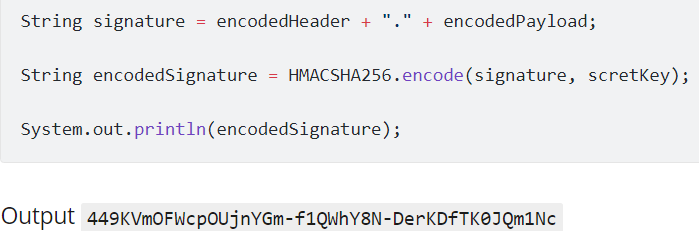 String signature = encodedHeader + "." + encodedPayload;
String encodedSignature = HMACSHA256.encode(signature, scretKey);
System.out.println(encodedSignature);
Output 449KVmOFWcpOUjnYGm-f1QWhY8N-DerKDfTK0JQm1Nc